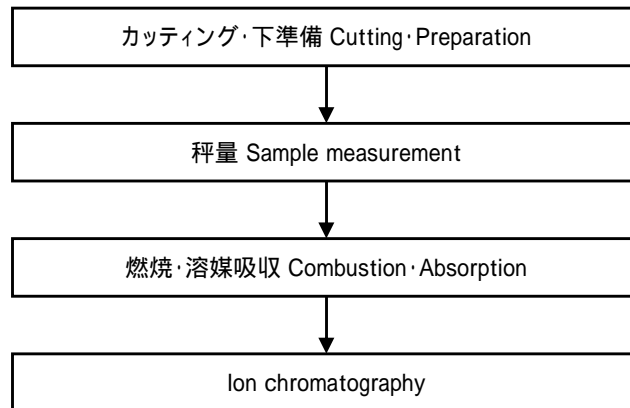 カッティング・下準備 Cutting・Preparation
秤量 Sample measurement
燃焼・溶媒吸収 Combustion・Absorption
Ion chromatography